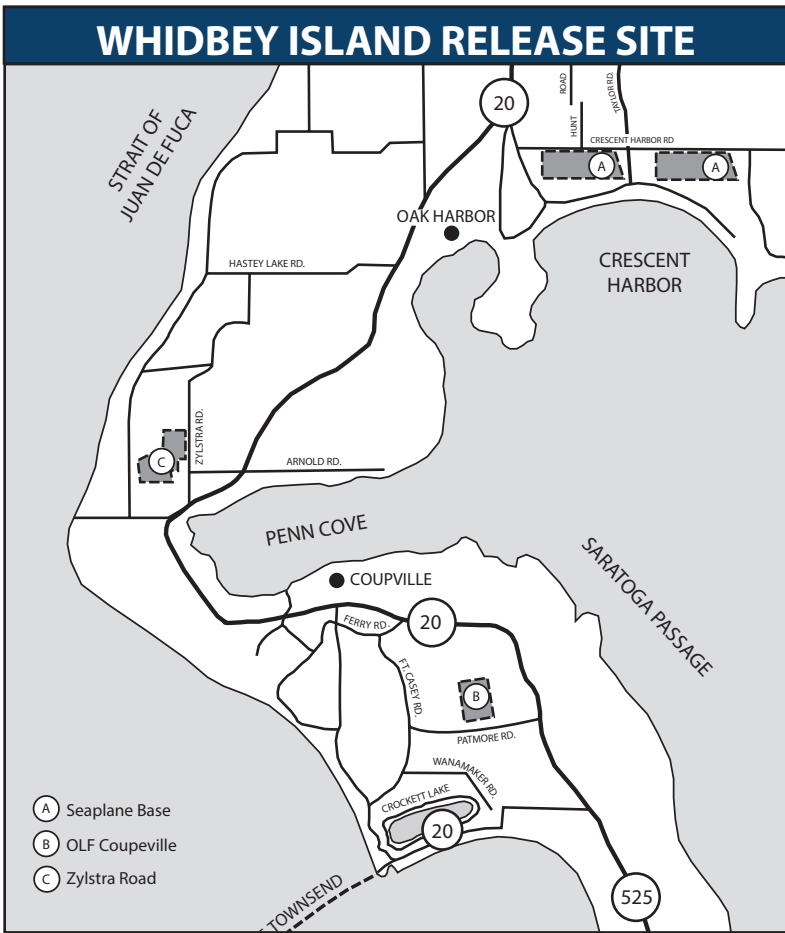 WHIDBEY ISLAND RELEASE SITE
STRAIT OF
JUAN DE FUCA
20
ROAD
HUNT
TAYLOR RD.
CRESCENT HARBOR RD
A
A
OAK HARBOR
CRESCENT
HARBOR
HASTEY LAKE RD.
ZYLSTRA RD.
C
ARNOLD RD.
PENN COVE
COUPVILLE
SARATOGA PASSAGE
FERRY RD.
20
FT. CASEY RD.
B
PATMORE RD.
WANAMAKER RD.
CROCKETT LAKE
20
A Seaplane Base
B OLF Coupeville
C Zylstra Road
TOWNSEND
525